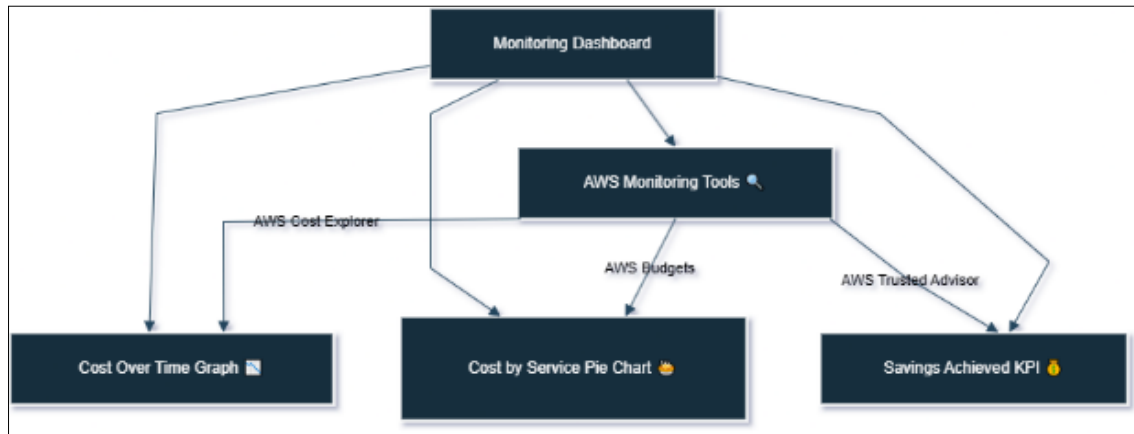 Monitoring Dashboard
AWS Monitoring Tools 🔍
AWS Cost Explorer
AWS Budgets
AWS Trusted Advisor
Cost Over Time Graph 📉
Cost by Service Pie Chart 🥧
Savings Achieved KPI 💰